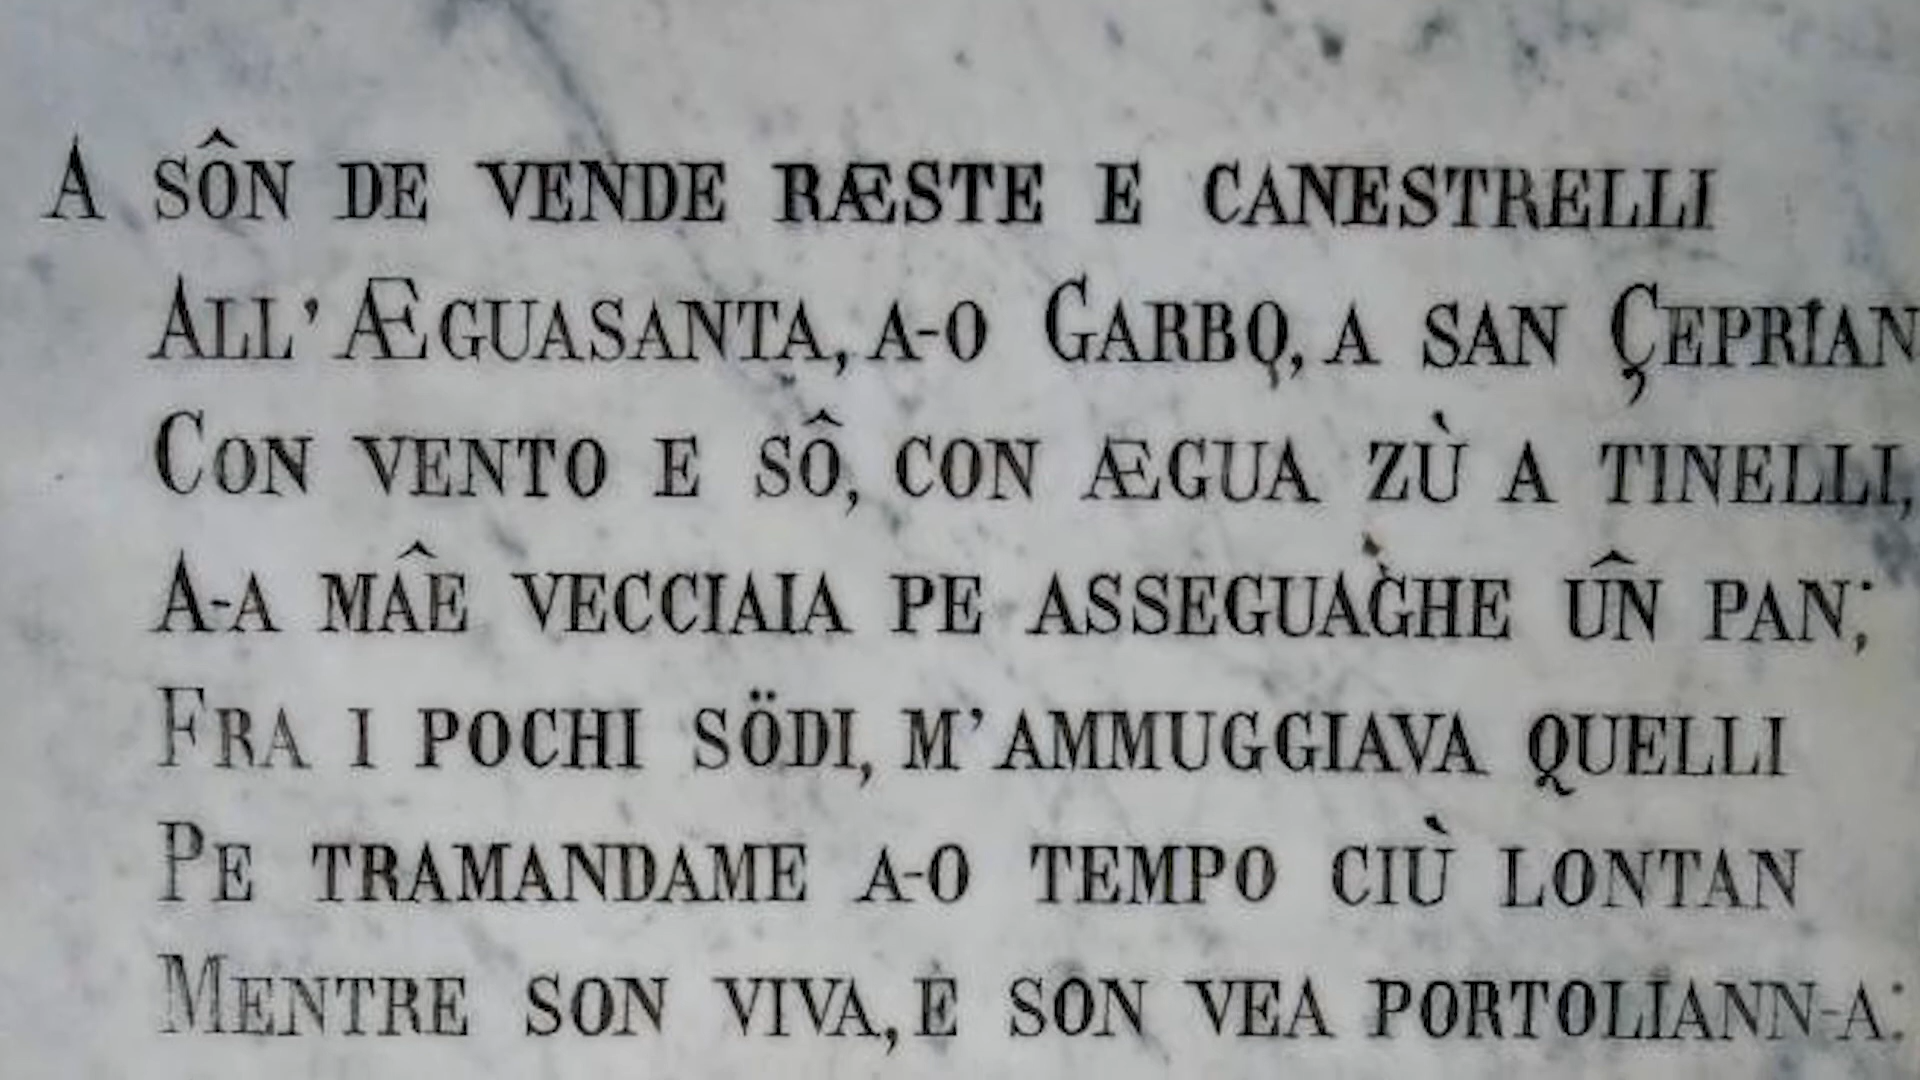 A SÔN DE VENDE RÆSTE E CANESTRELLI
ALL' ÆGUASANTA, A-O GARBO, A SAN ÇEPRIAN
CON VENTO E SÔ, CON ÆGUA ZÙ A TINELLI,
A-A MÂE VECCIAIA PE ASSEGUAGHE ÛN PAN;
FRA I POCHI SÖDI, M'AMMUGGIAVA QUELLI
PE TRAMANDAME A-O TEMPO CIÙ LONTAN
MENTRE SON VIVA, E SON VEA PORTOLIANN-A: